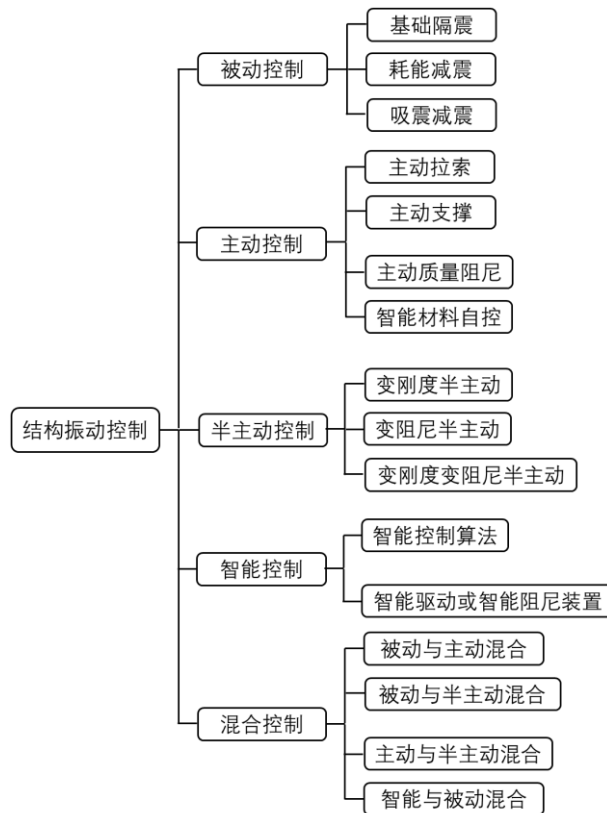 结构振动控制
被动控制
基础隔震
耗能减震
吸震减震
主动控制
主动拉索
主动支撑
主动质量阻尼
智能材料自控
半主动控制
变刚度半主动
变阻尼半主动
变刚度变阻尼半主动
智能控制
智能控制算法
智能驱动或智能阻尼装置
混合控制
被动与主动混合
被动与半主动混合
主动与半主动混合
智能与被动混合